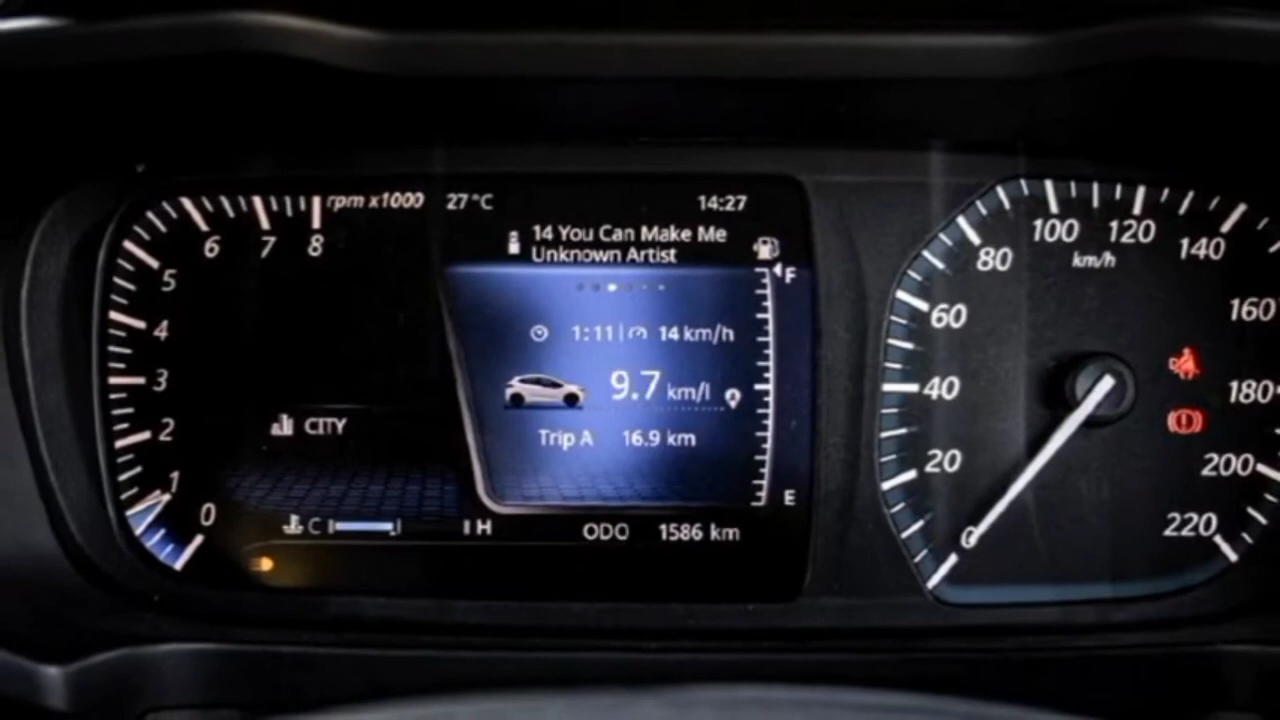 rpm x1000
27 °C
14:27
14 You Can Make Me
Unknown Artist
F
1:11 | 14 km/h
9.7 km/l
Trip A 16.9 km
E
ODO 1586 km
CITY
C H
0
1
2
3
4
5
6
7
8
0
20
40
60
80
100
120
140
160
180
200
220
km/h